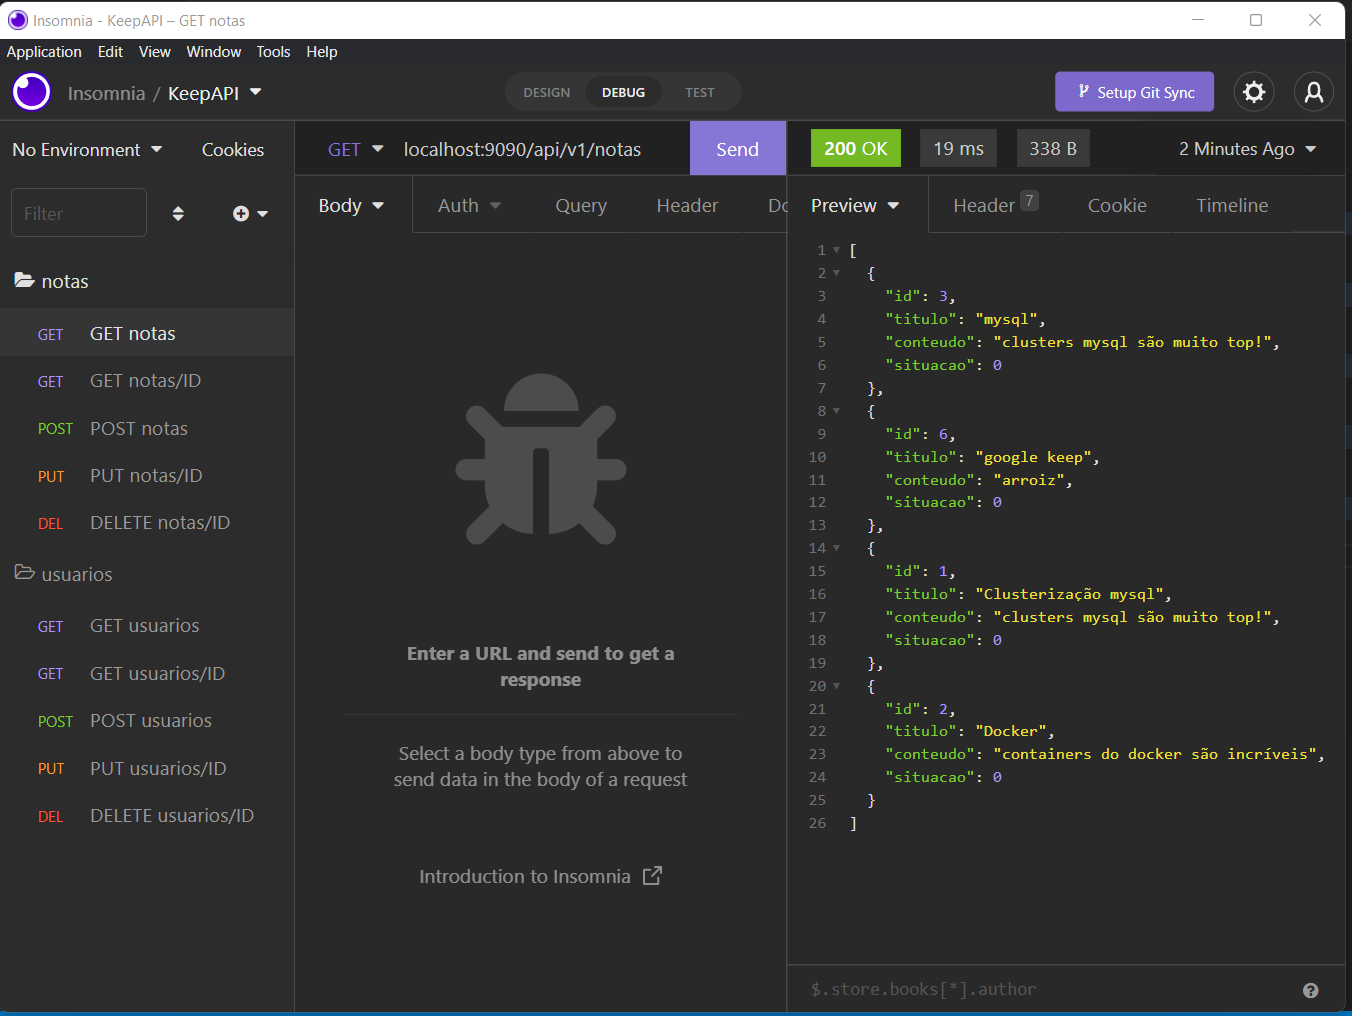 Insomnia - KeepAPI – GET notas
Application Edit View Window Tools Help
Insomnia / KeepAPI
DESIGN DEBUG TEST
Setup Git Sync
No Environment Cookies
GET localhost:9090/api/v1/notas Send
200 OK 19 ms 338 B 2 Minutes Ago
Filter
Body Auth Query Header Do
Preview Header 7 Cookie Timeline
notas
GET GET notas
GET GET notas/ID
POST POST notas
PUT PUT notas/ID
DEL DELETE notas/ID
usuarios
GET GET usuarios
GET GET usuarios/ID
POST POST usuarios
PUT PUT usuarios/ID
DEL DELETE usuarios/ID
Enter a URL and send to get a
response
Select a body type from above to
send data in the body of a request
Introduction to Insomnia
1 [
2 {
3 "id": 3,
4 "titulo": "mysql",
5 "conteudo": "clusters mysql são muito top!",
6 "situacao": 0
7 },
8 {
9 "id": 6,
10 "titulo": "google keep",
11 "conteudo": "arroiz",
12 "situacao": 0
13 },
14 {
15 "id": 1,
16 "titulo": "Clusterização mysql",
17 "conteudo": "clusters mysql são muito top!",
18 "situacao": 0
19 },
20 {
21 "id": 2,
22 "titulo": "Docker",
23 "conteudo": "containers do docker são incríveis",
24 "situacao": 0
25 }
26 ]
$.store.books[*].author